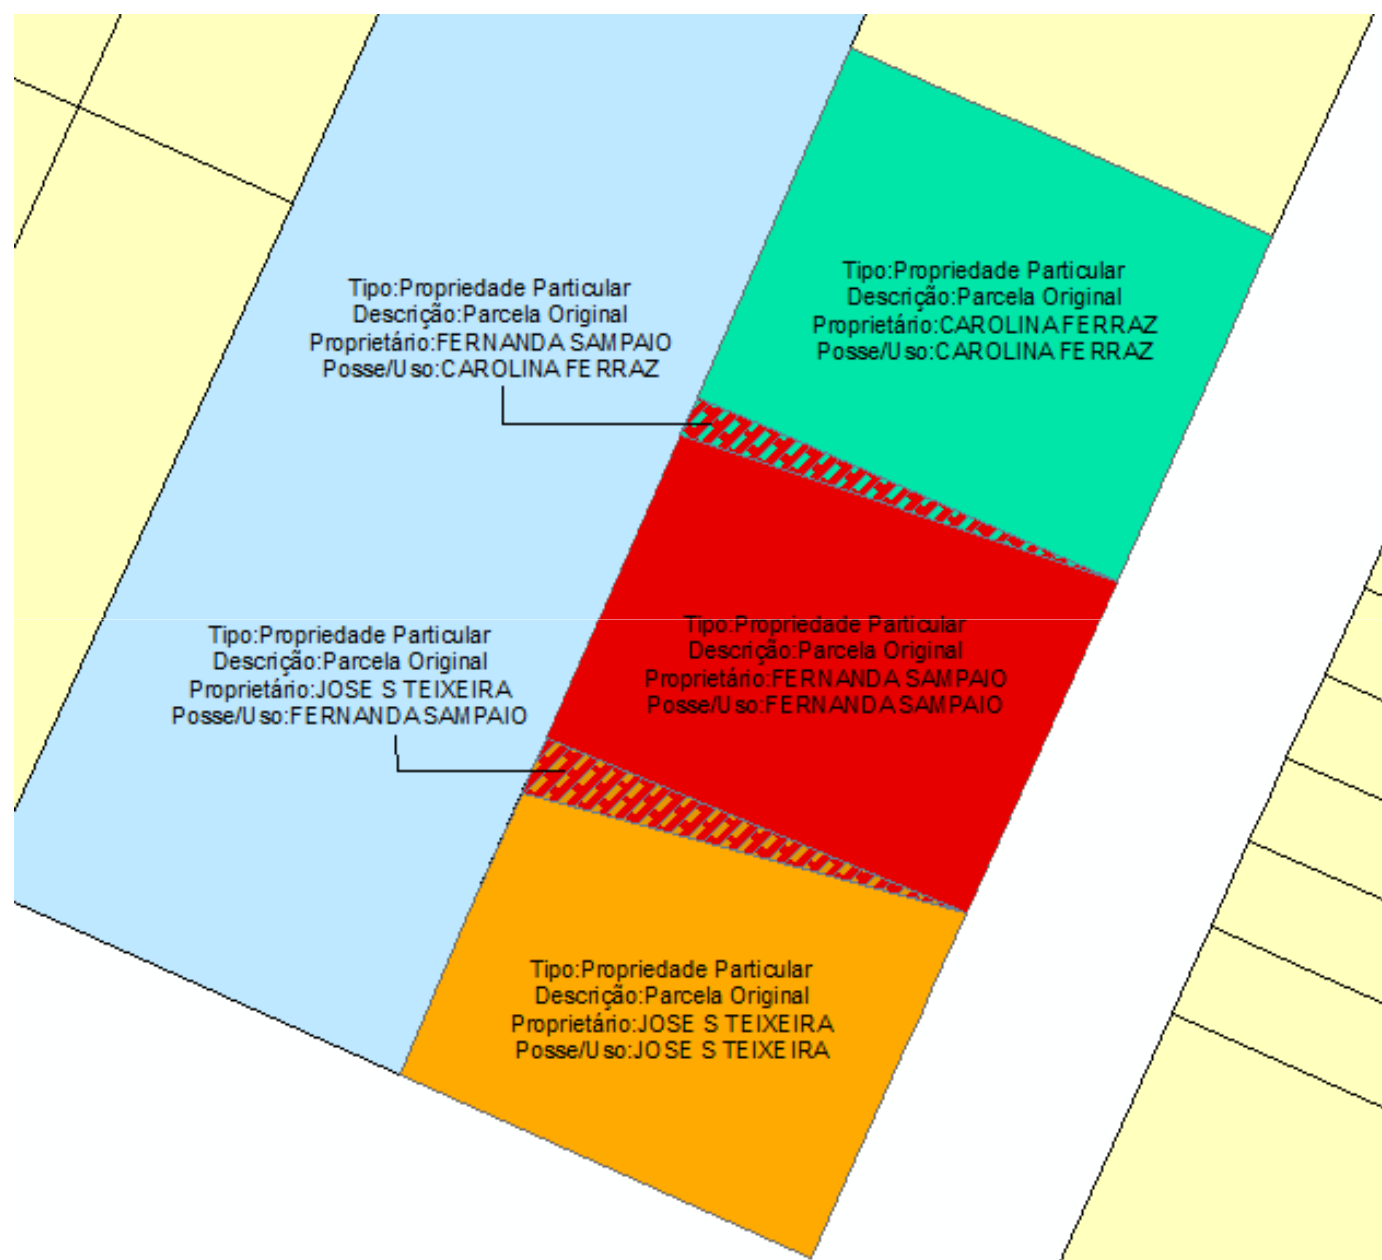 Tipo:Propriedade Particular
Descrição:Parcela Original
Proprietário:FERNANDA SAMPAIO
Posse/Uso:CAROLINA FERRAZ
Tipo:Propriedade Particular
Descrição:Parcela Original
Proprietário:CAROLINA FERRAZ
Posse/Uso:CAROLINA FERRAZ
Tipo:Propriedade Particular
Descrição:Parcela Original
Proprietário:JOSE S TEIXEIRA
Posse/Uso:FERNANDA SAMPAIO
Tipo:Propriedade Particular
Descrição:Parcela Original
Proprietário:FERNANDA SAMPAIO
Posse/Uso:FERNANDA SAMPAIO
Tipo:Propriedade Particular
Descrição:Parcela Original
Proprietário:JOSE S TEIXEIRA
Posse/Uso:JOSE S TEIXEIRA